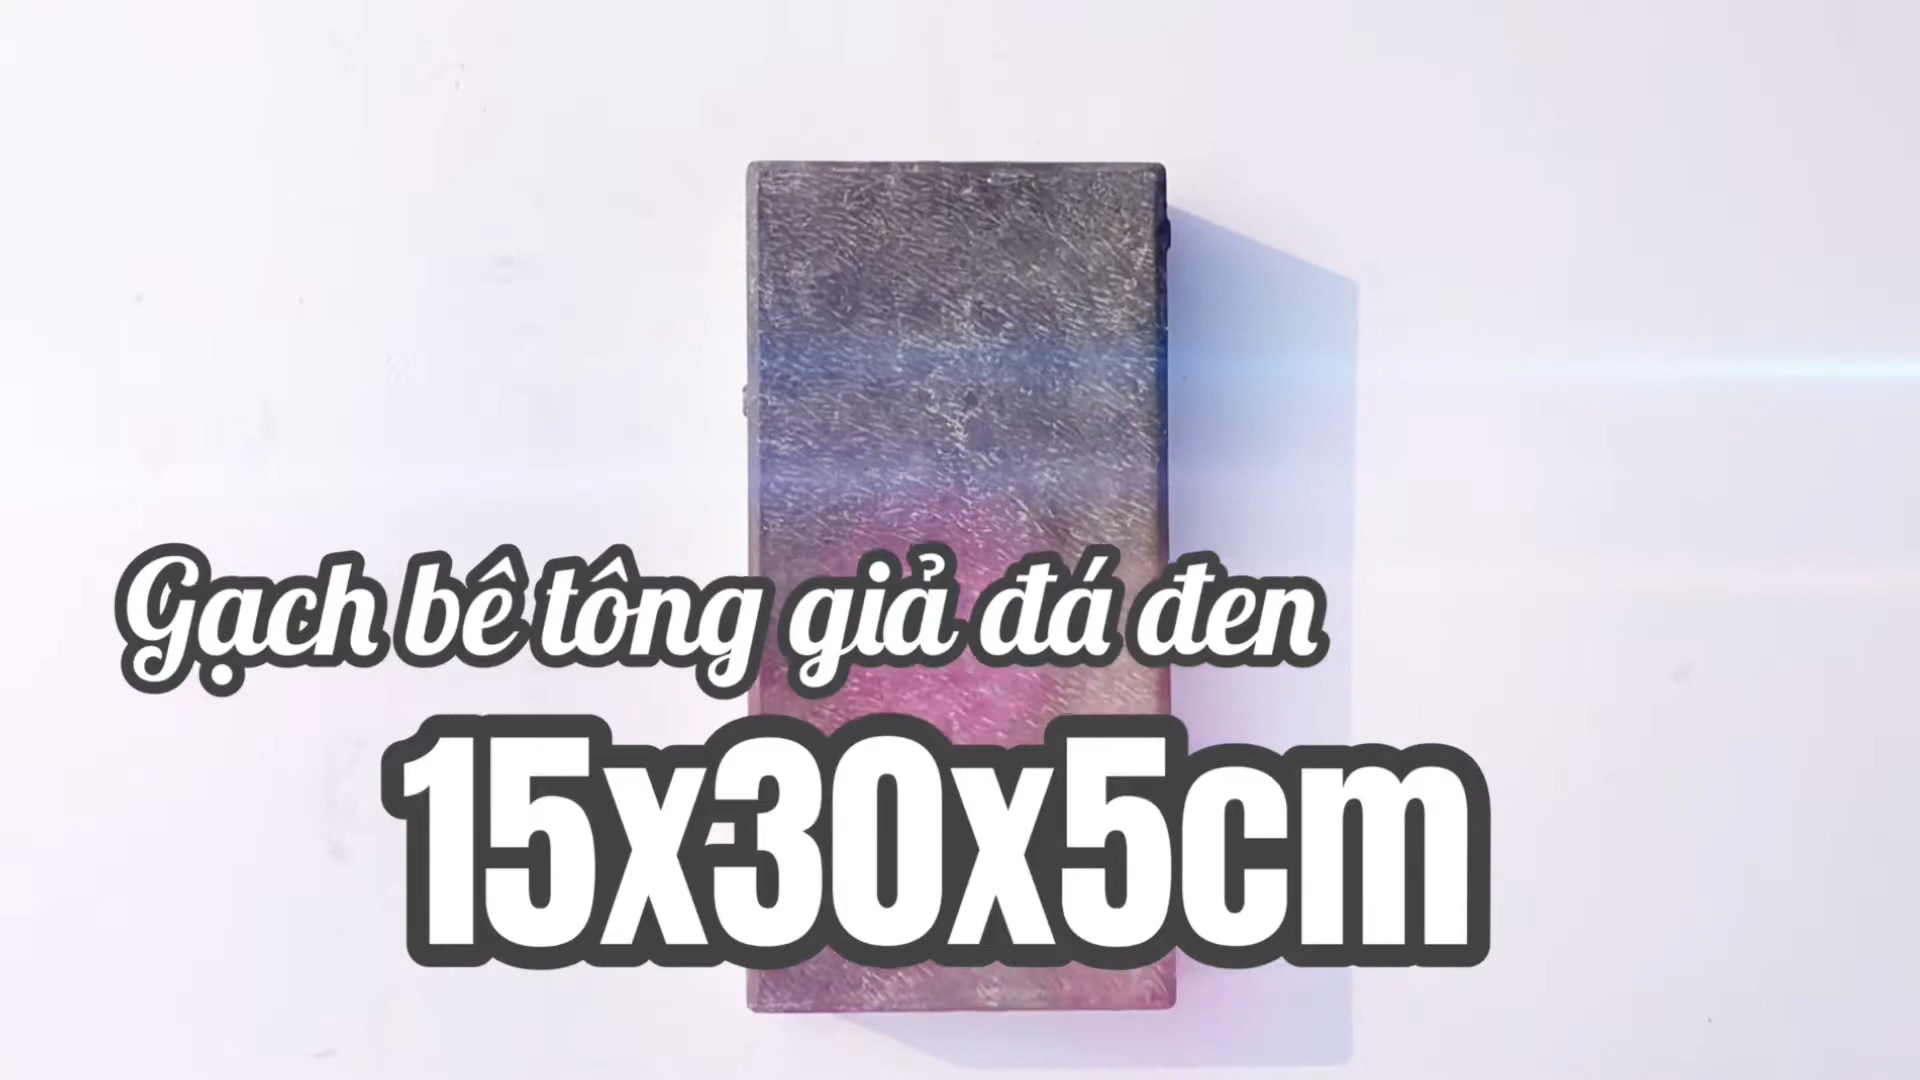 Gạch bê tông giả đá đen
15x30x5cm